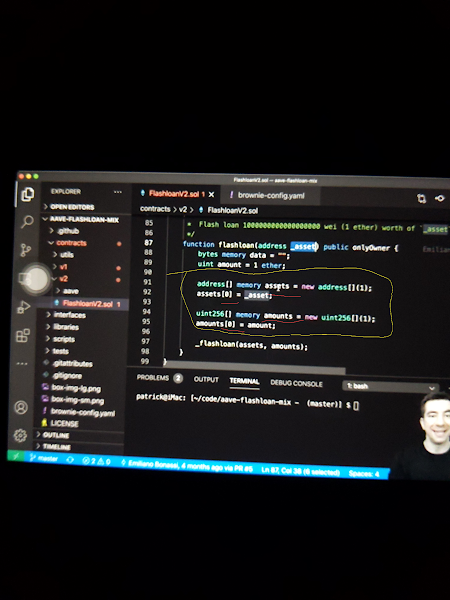 FlashloanV2.sol — aave-flashloan-mix
EXPLORER
OPEN EDITORS
AAVE-FLASHLOAN-MIX
.github
contracts
utils
v1
v2
aave
FlashloanV2.sol 1
interfaces
libraries
scripts
tests
.gitattributes
.gitignore
box-img-lg.png
box-img-sm.png
brownie-config.yaml
LICENSE
OUTLINE
TIMELINE
FlashloanV2.sol 1 ×
! brownie-config.yaml
contracts > v2 > FlashloanV2.sol
85 * Flash loan 1000000000000000000 wei (1 ether) worth of `_asset
86 */
87 function flashloan(address _asset) public onlyOwner {
88 bytes memory data = "";
89 uint amount = 1 ether;
90
91 address[] memory assets = new address[](1);
92 assets[0] = _asset;
93
94 uint256[] memory amounts = new uint256[](1);
95 amounts[0] = amount;
96
97 _flashloan(assets, amounts);
98 }
99 }
PROBLEMS 2 OUTPUT TERMINAL DEBUG CONSOLE 1: bash
patrick@iMac: [~/code/aave-flashloan-mix - (master)] $
master 2 0 Emiliano Bonassi, 4 months ago via PR #5 Ln 87, Col 38 (6 selected) Spaces: 4